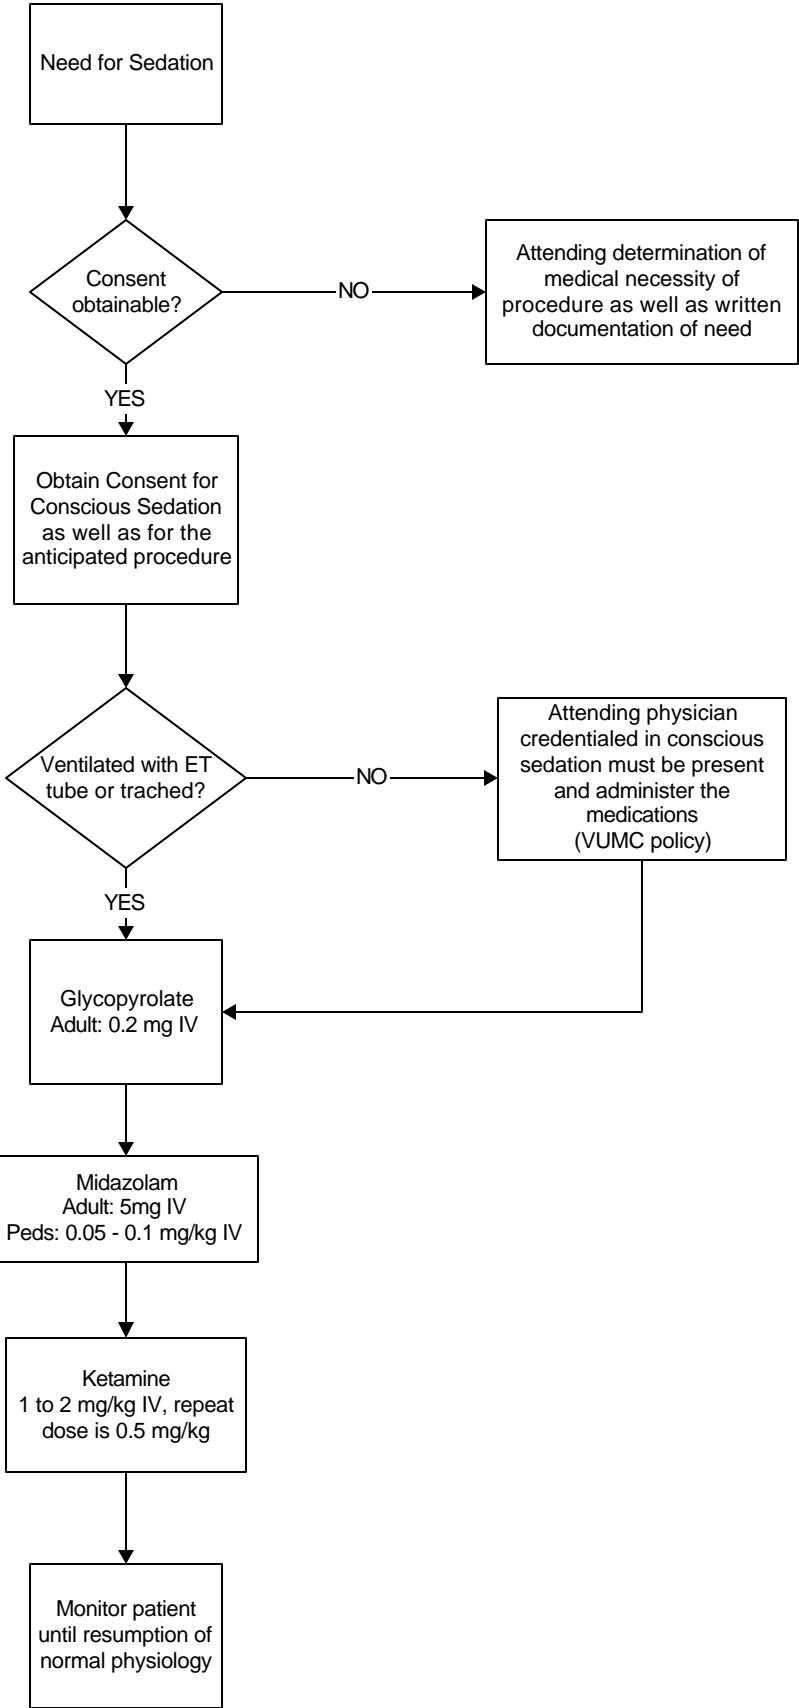 Need for Sedation
Consent
obtainable?
NO
Attending determination of
medical necessity of
procedure as well as written
documentation of need
YES
Obtain Consent for
Conscious Sedation
as well as for the
anticipated procedure
Ventilated with ET
tube or trached?
NO
Attending physician
credentialed in conscious
sedation must be present
and administer the
medications
(VUMC policy)
YES
Glycopyrolate
Adult: 0.2 mg IV
Midazolam
Adult: 5mg IV
Peds: 0.05 - 0.1 mg/kg IV
Ketamine
1 to 2 mg/kg IV, repeat
dose is 0.5 mg/kg
Monitor patient
until resumption of
normal physiology